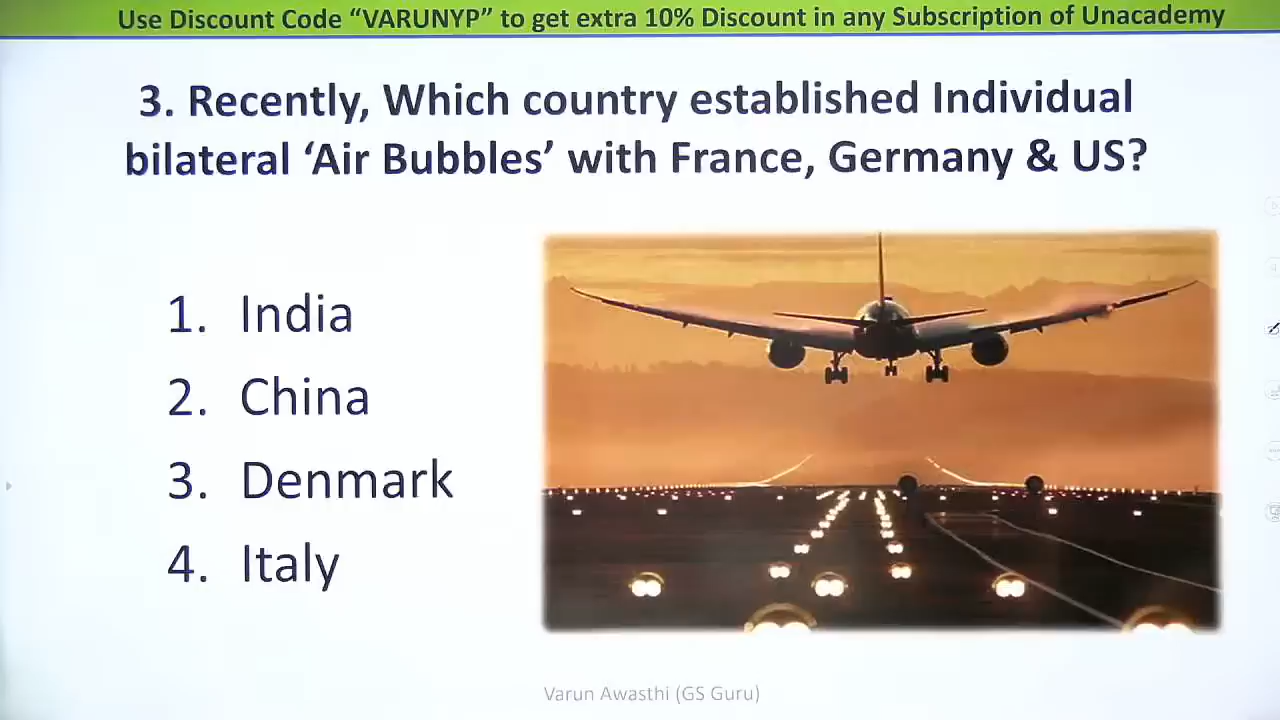 Use Discount Code “VARUNYP” to get extra 10% Discount in any Subscription of Unacademy
3. Recently, Which country established Individual
bilateral ‘Air Bubbles’ with France, Germany & US?
1. India
2. China
3. Denmark
4. Italy
Varun Awasthi (GS Guru)